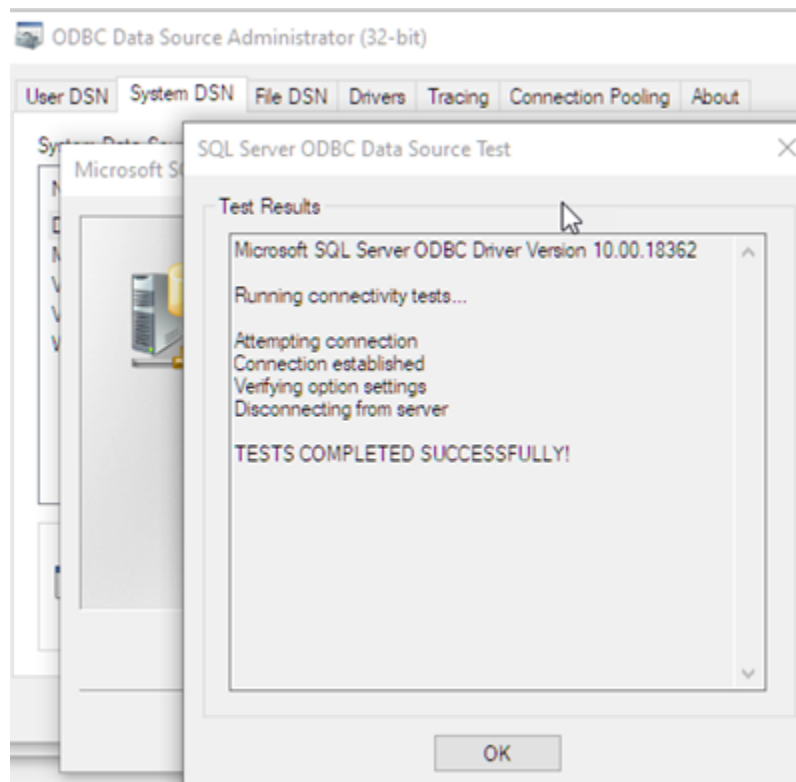 ODBC Data Source Administrator (32-bit)
User DSN System DSN File DSN Drivers Tracing Connection Pooling About
Microsoft
SQL Server ODBC Data Source Test
Test Results
Microsoft SQL Server ODBC Driver Version 10.00.18362
Running connectivity tests...
Attempting connection
Connection established
Verifying option settings
Disconnecting from server
TESTS COMPLETED SUCCESSFULLY!
OK